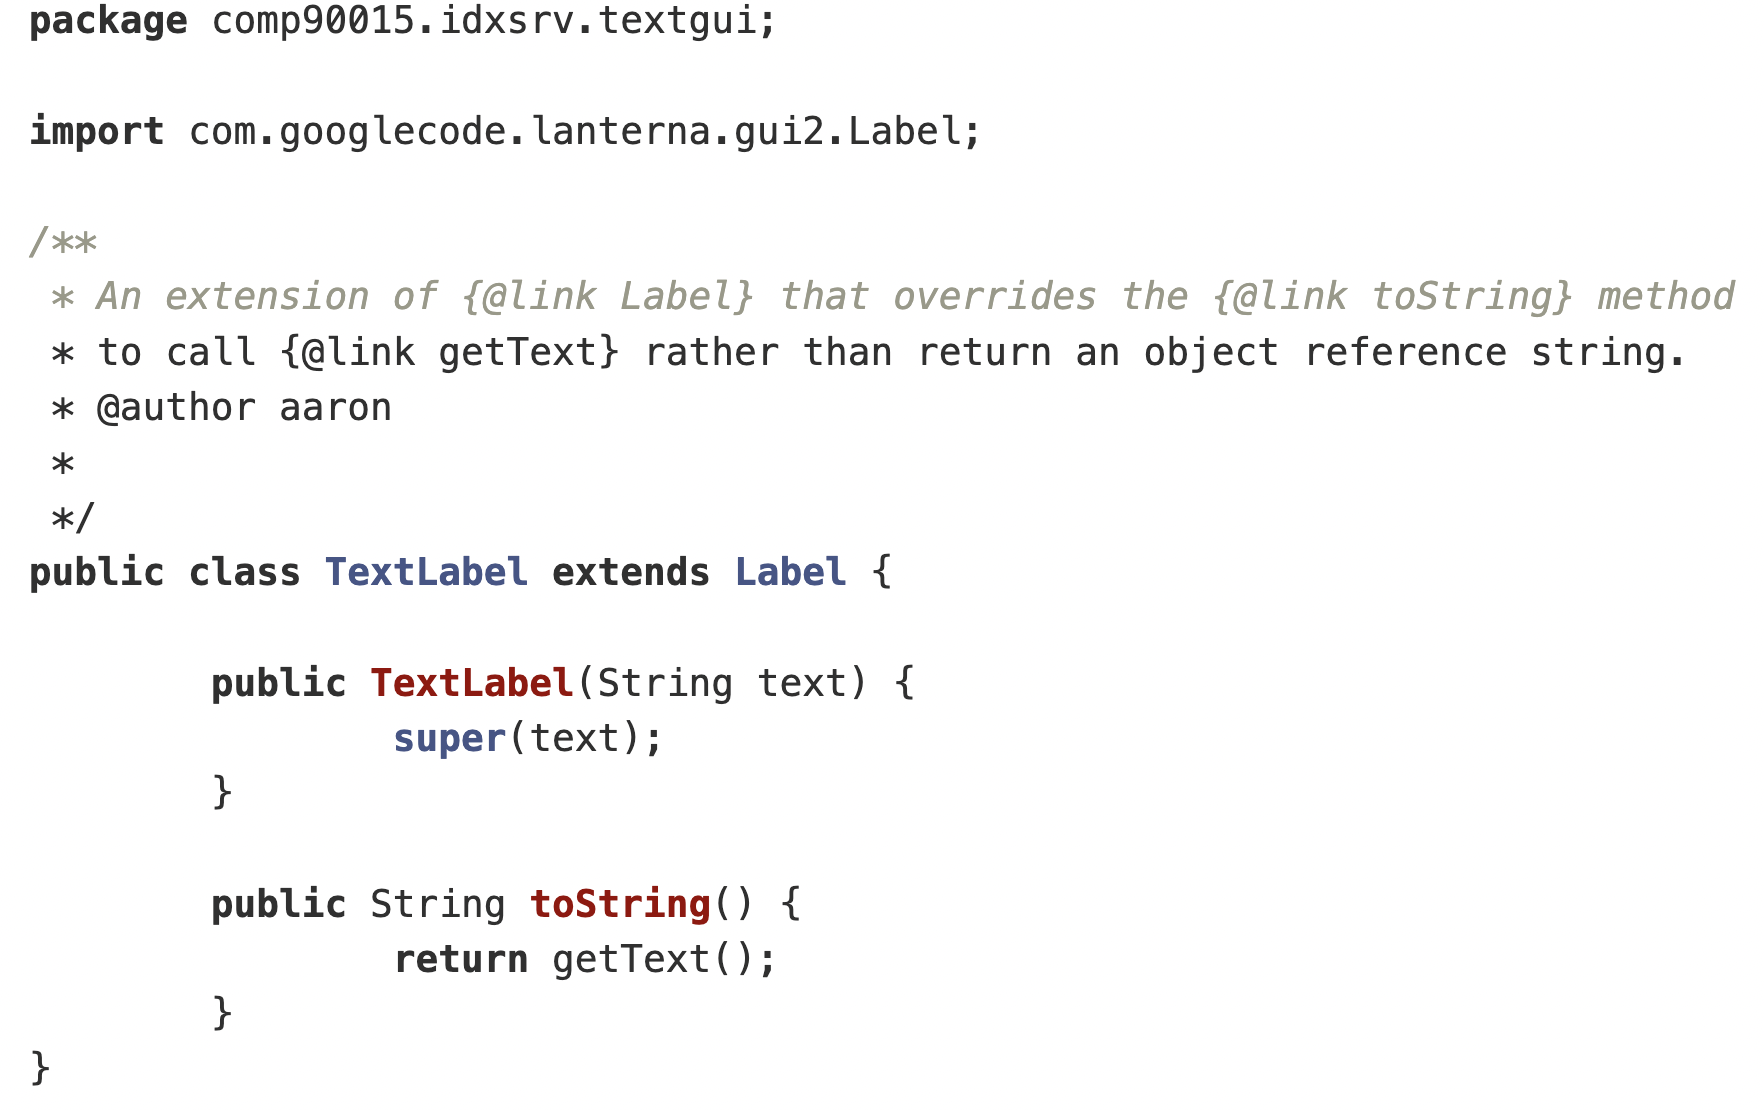 package comp90015.idxsrv.textgui;
import com.googlecode.lanterna.gui2.Label;
/**
 * An extension of {@link Label} that overrides the {@link toString} method
 * to call {@link getText} rather than return an object reference string.
 * @author aaron
 *
 */
public class TextLabel extends Label {
        public TextLabel(String text) {
                super(text);
        }
        public String toString() {
                return getText();
        }
}